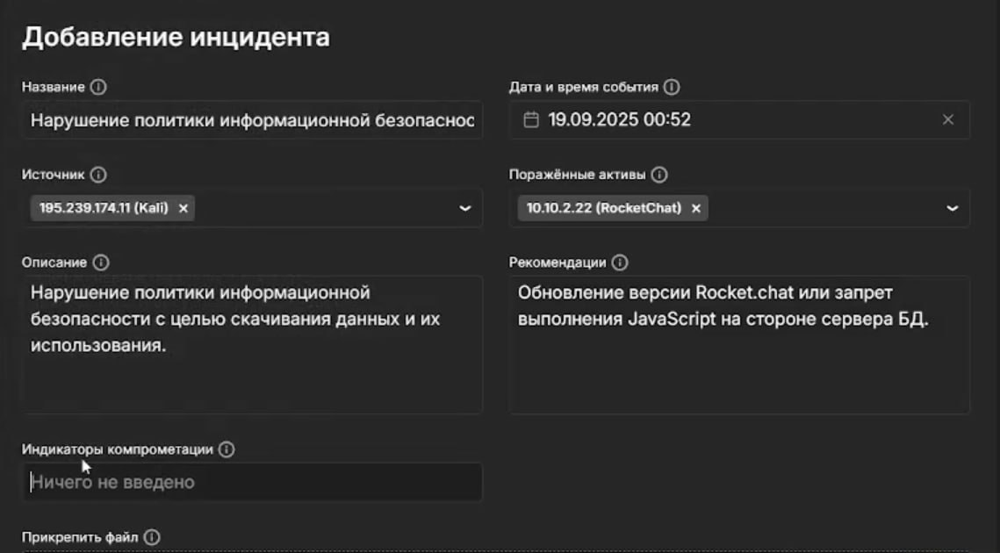 Добавление инцидента
Название
Дата и время события
Нарушение политики информационной безопаснос
19.09.2025 00:52
Источник
Поражённые активы
195.239.174.11 (Kali)
10.10.2.22 (RocketChat)
Описание
Рекомендации
Нарушение политики информационной
безопасности с целью скачивания данных и их
использования.
Обновление версии Rocket.chat или запрет
выполнения JavaScript на стороне сервера БД.
Индикаторы компрометации
Ничего не введено
Прикрепить файл